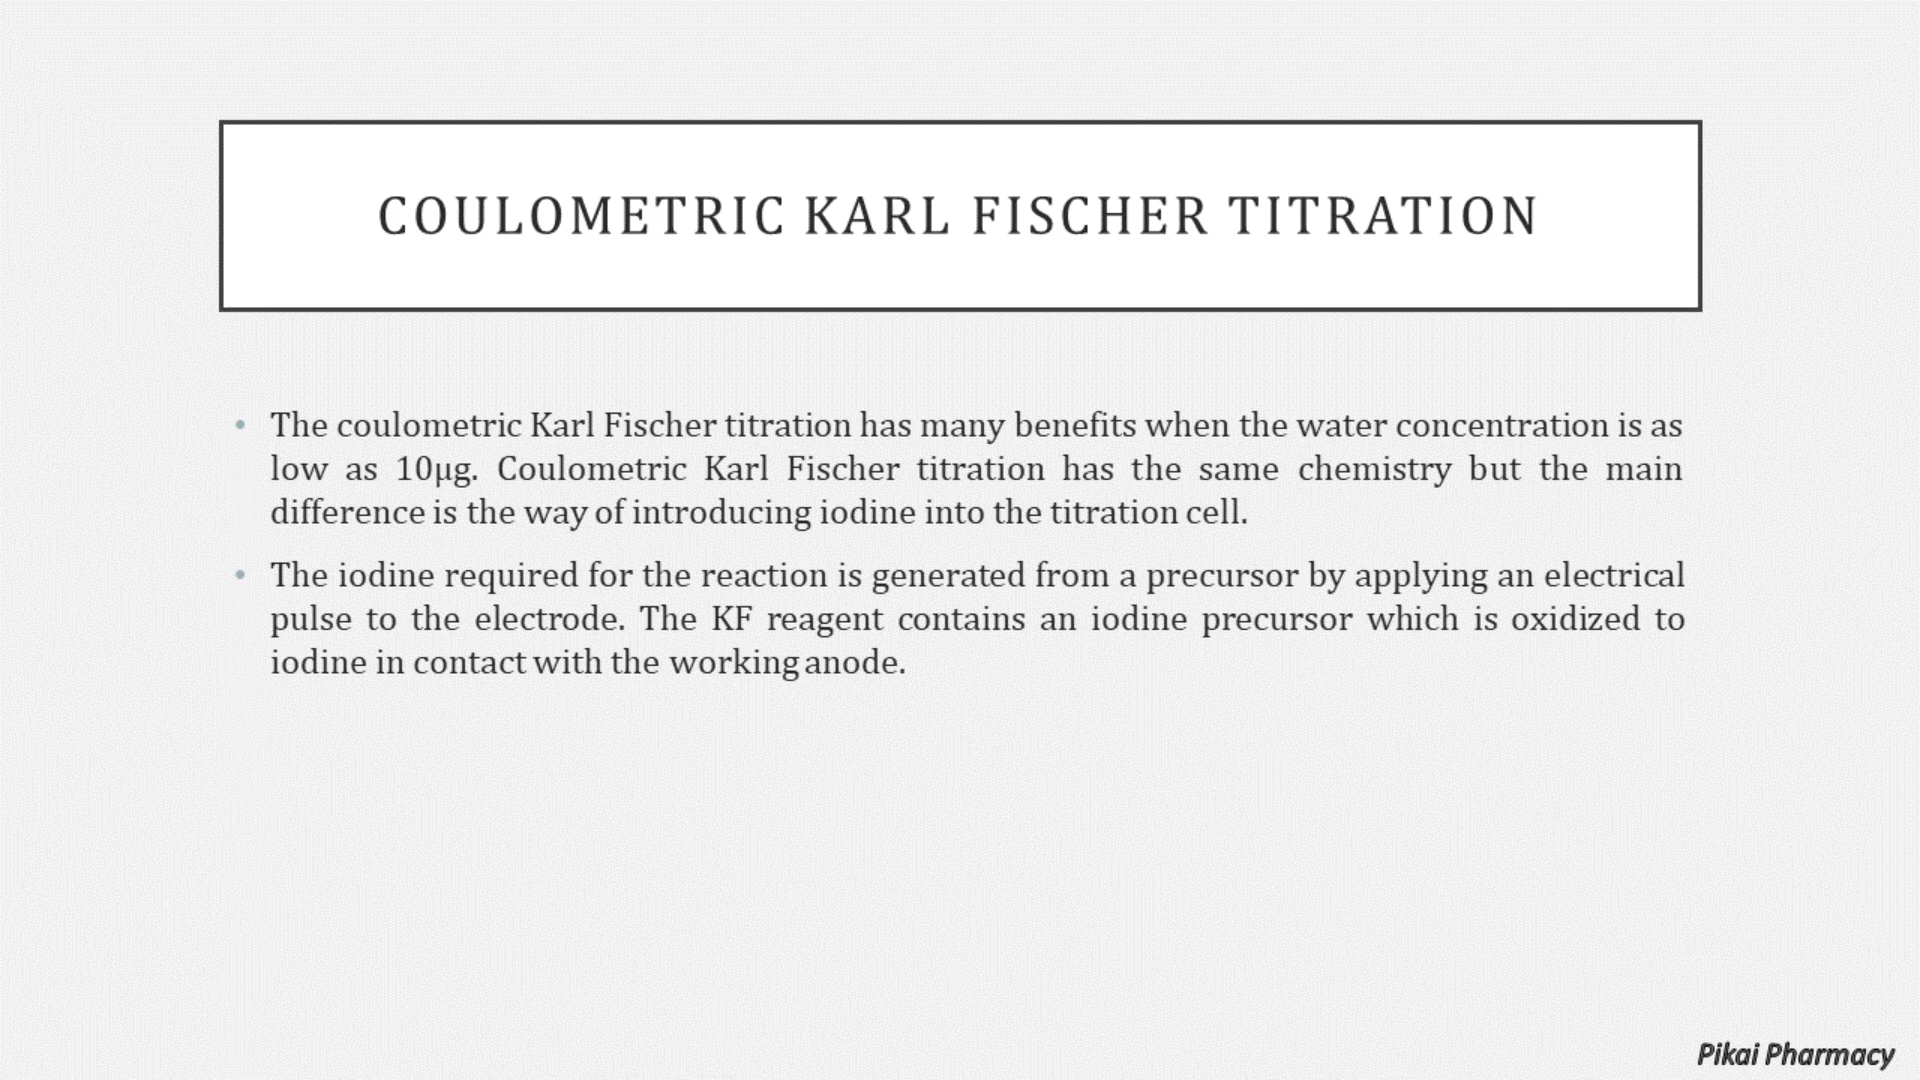 COULOMETRIC KARL FISCHER TITRATION
• The coulometric Karl Fischer titration has many benefits when the water concentration is as
low as 10µg. Coulometric Karl Fischer titration has the same chemistry but the main
difference is the way of introducing iodine into the titration cell.
• The iodine required for the reaction is generated from a precursor by applying an electrical
pulse to the electrode. The KF reagent contains an iodine precursor which is oxidized to
iodine in contact with the working anode.
Pikai Pharmacy